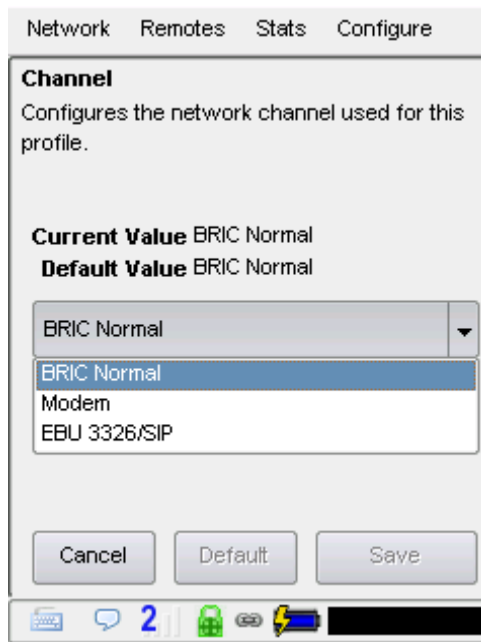 Network Remotes Stats Configure
Channel
Configures the network channel used for this
profile.
Current Value BRIC Normal
Default Value BRIC Normal
BRIC Normal
BRIC Normal
Modem
EBU 3326/SIP
Cancel Default Save
2